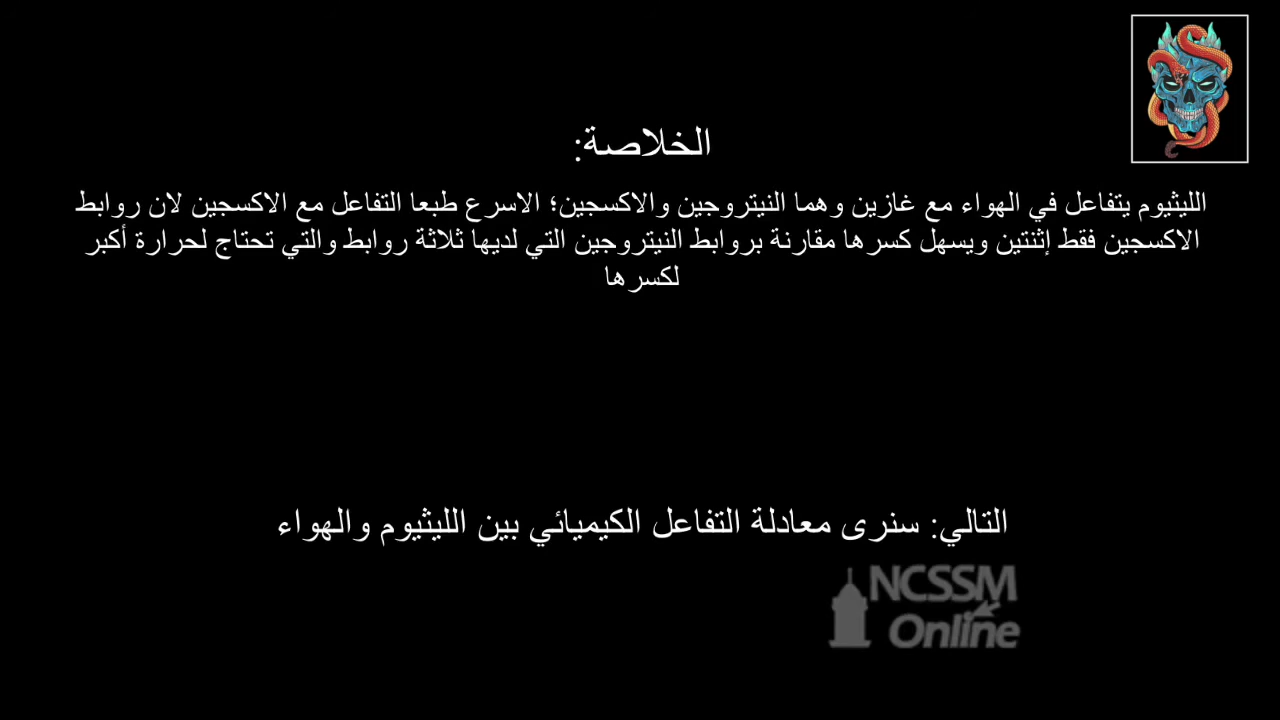 الخلاصة:
الليثيوم يتفاعل في الهواء مع غازين وهما النيتروجين والاكسجين؛ الاسرع طبعا التفاعل مع الاكسجين لان روابط
الاكسجين فقط إثنتين ويسهل كسرها مقارنة بروابط النيتروجين التي لديها ثلاثة روابط والتي تحتاج لحرارة أكبر
لكسرها
التالي: سنرى معادلة التفاعل الكيميائي بين الليثيوم والهواء
NCSSM
Online